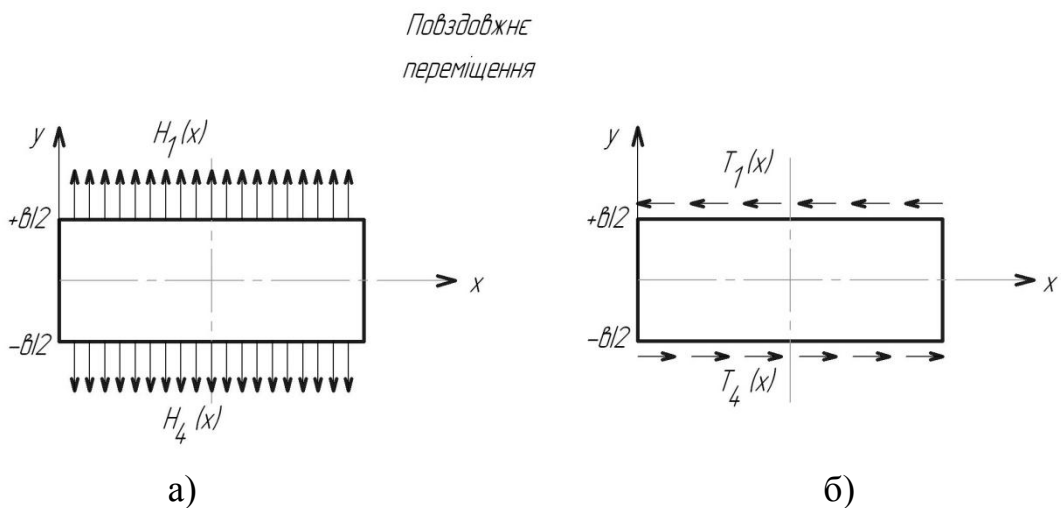 Повздовжнє
переміщення
y
H₁(x)
+в/2
x
−в/2
H₄(x)
а)
y
T₁(x)
+в/2
x
−в/2
T₄(x)
б)